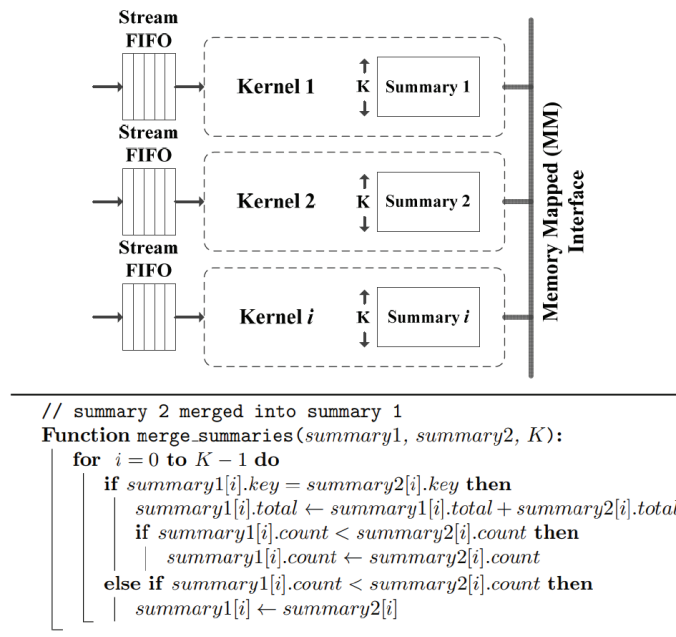 Stream
FIFO
Kernel 1
K
Summary 1
Stream
FIFO
Kernel 2
K
Summary 2
Stream
FIFO
Kernel i
K
Summary i
Memory Mapped (MM)
Interface
// summary 2 merged into summary 1
Function merge_summaries(summary1, summary2, K):
for i = 0 to K − 1 do
if summary1[i].key = summary2[i].key then
summary1[i].total ← summary1[i].total + summary2[i].total
if summary1[i].count < summary2[i].count then
summary1[i].count ← summary2[i].count
else if summary1[i].count < summary2[i].count then
summary1[i] ← summary2[i]